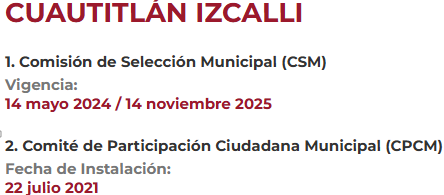 CUAUTITLÁN IZCALLI
1. Comisión de Selección Municipal (CSM)
Vigencia:
14 mayo 2024 / 14 noviembre 2025
2. Comité de Participación Ciudadana Municipal (CPCM)
Fecha de Instalación:
22 julio 2021